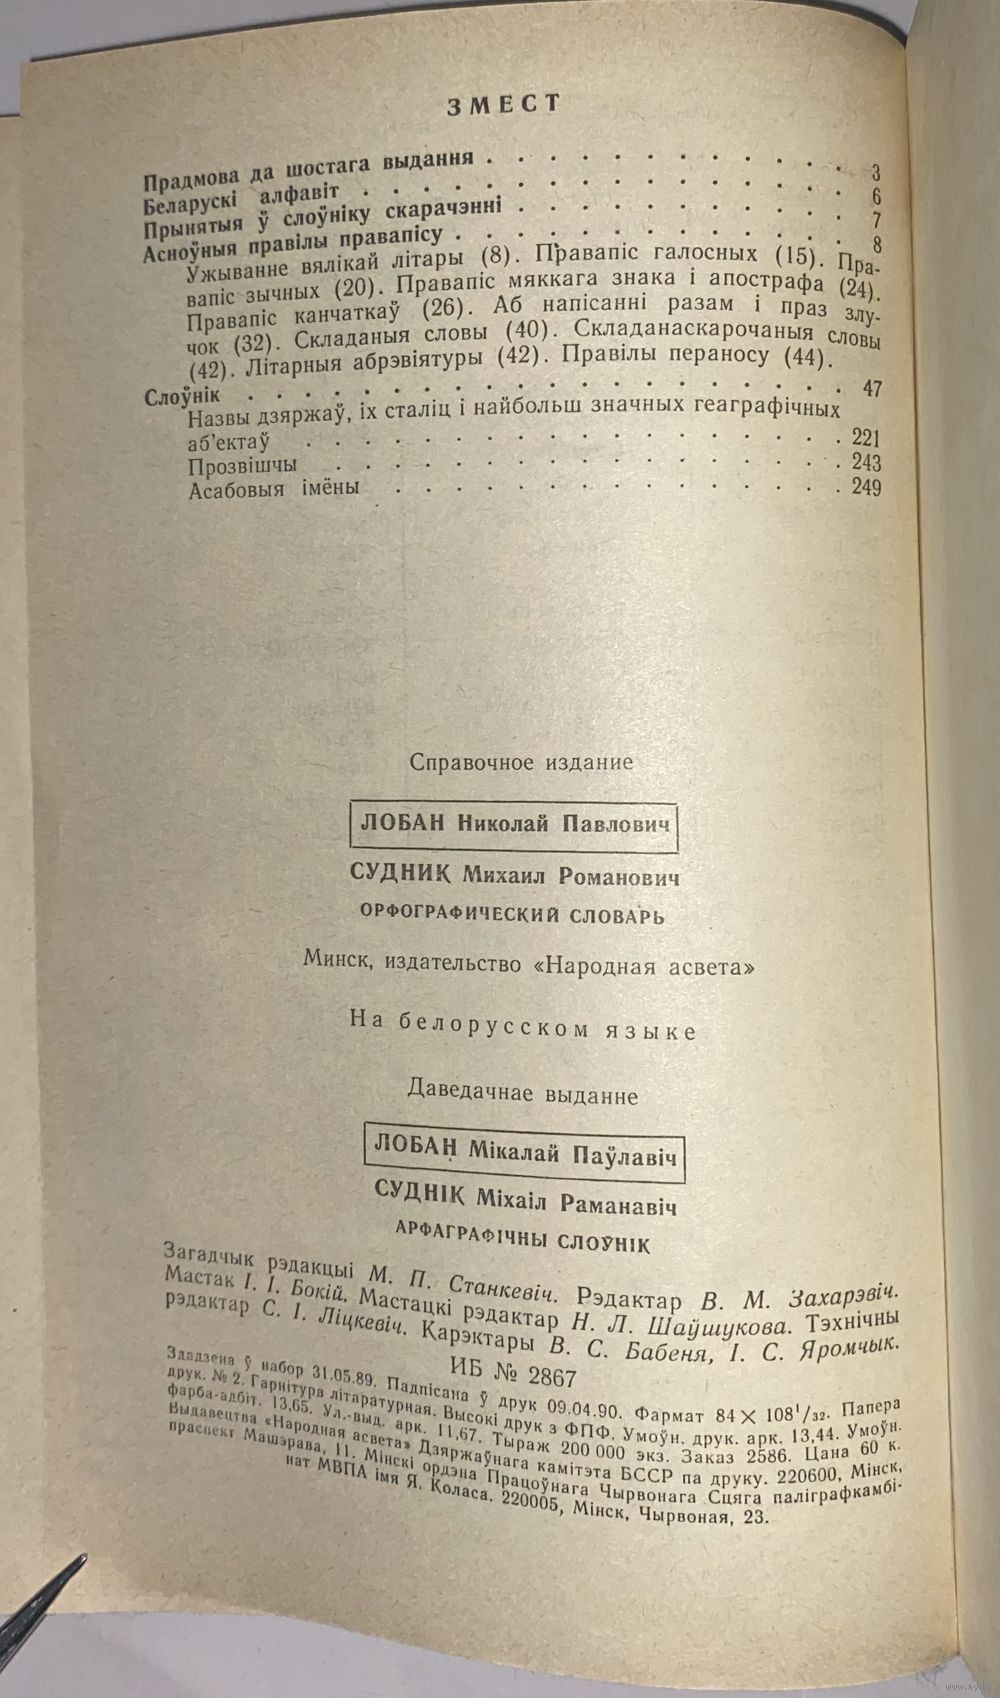 ЗМЕСТ
Прадмова да шостага выдання . . . . . . . . . . . . 3
Беларускі алфавіт . . . . . . . . . . . . . . . 6
Прынятыя ў слоўніку скарачэнні . . . . . . . . . . . 7
Асноўныя правілы правапісу . . . . . . . . . . . . . 8
Ужыванне вялікай літары (8). Правапіс галосных (15). Пра-
вапіс зычных (20). Правапіс мяккага знака і апострафа (24).
Правапіс канчаткаў (26). Аб напісанні разам і праз злу-
чок (32). Складаныя словы (40). Складанаскарочаныя словы
(42). Літарныя абрэвіятуры (42). Правілы пераносу (44).
Слоўнік . . . . . . . . . . . . . . . . . . . 47
Назвы дзяржаў, іх сталіц і найбольш значных геаграфічных
аб'ектаў . . . . . . . . . . . . . . . . . . 221
Прозвішчы . . . . . . . . . . . . . . . . . 243
Асабовыя імёны . . . . . . . . . . . . . . . 249
Справочное издание
ЛОБАН Николай Павлович
СУДНИК Михаил Романович
ОРФОГРАФИЧЕСКИЙ СЛОВАРЬ
Минск, издательство «Народная асвета»
На белорусском языке
Даведачнае выданне
ЛОБАН Мікалай Паўлавіч
СУДНІК Міхаіл Раманавіч
АРФАГРАФІЧНЫ СЛОЎНІК
Загадчык рэдакцыі М. П. Станкевіч. Рэдактар В. М. Захарэвіч.
Мастак І. І. Бокій. Мастацкі рэдактар Н. Л. Шаўшукова. Тэхнічны
рэдактар С. І. Ліцкевіч. Карэктары В. С. Бабеня, І. С. Яромчык.
ИБ № 2867
Здадзена ў набор 31.05.89. Падпісана ў друк 09.04.90. Фармат 84 X 108 1/32. Папера
друк. № 2. Гарнітура літаратурная. Высокі друк з ФПФ. Умоўн. друк. арк. 13,44. Умоўн.
фарба-адбіт. 13,65. Ул.-выд. арк. 11,67. Тыраж 200 000 экз. Заказ 2586. Цана 60 к.
Выдавецтва «Народная асвета» Дзяржаўнага камітэта БССР па друку. 220600, Мінск,
праспект Машэрава, 11. Мінскі ордэна Працоўнага Чырвонага Сцяга паліграфкамбі-
нат МВПА імя Я. Коласа. 220005, Мінск, Чырвоная, 23.